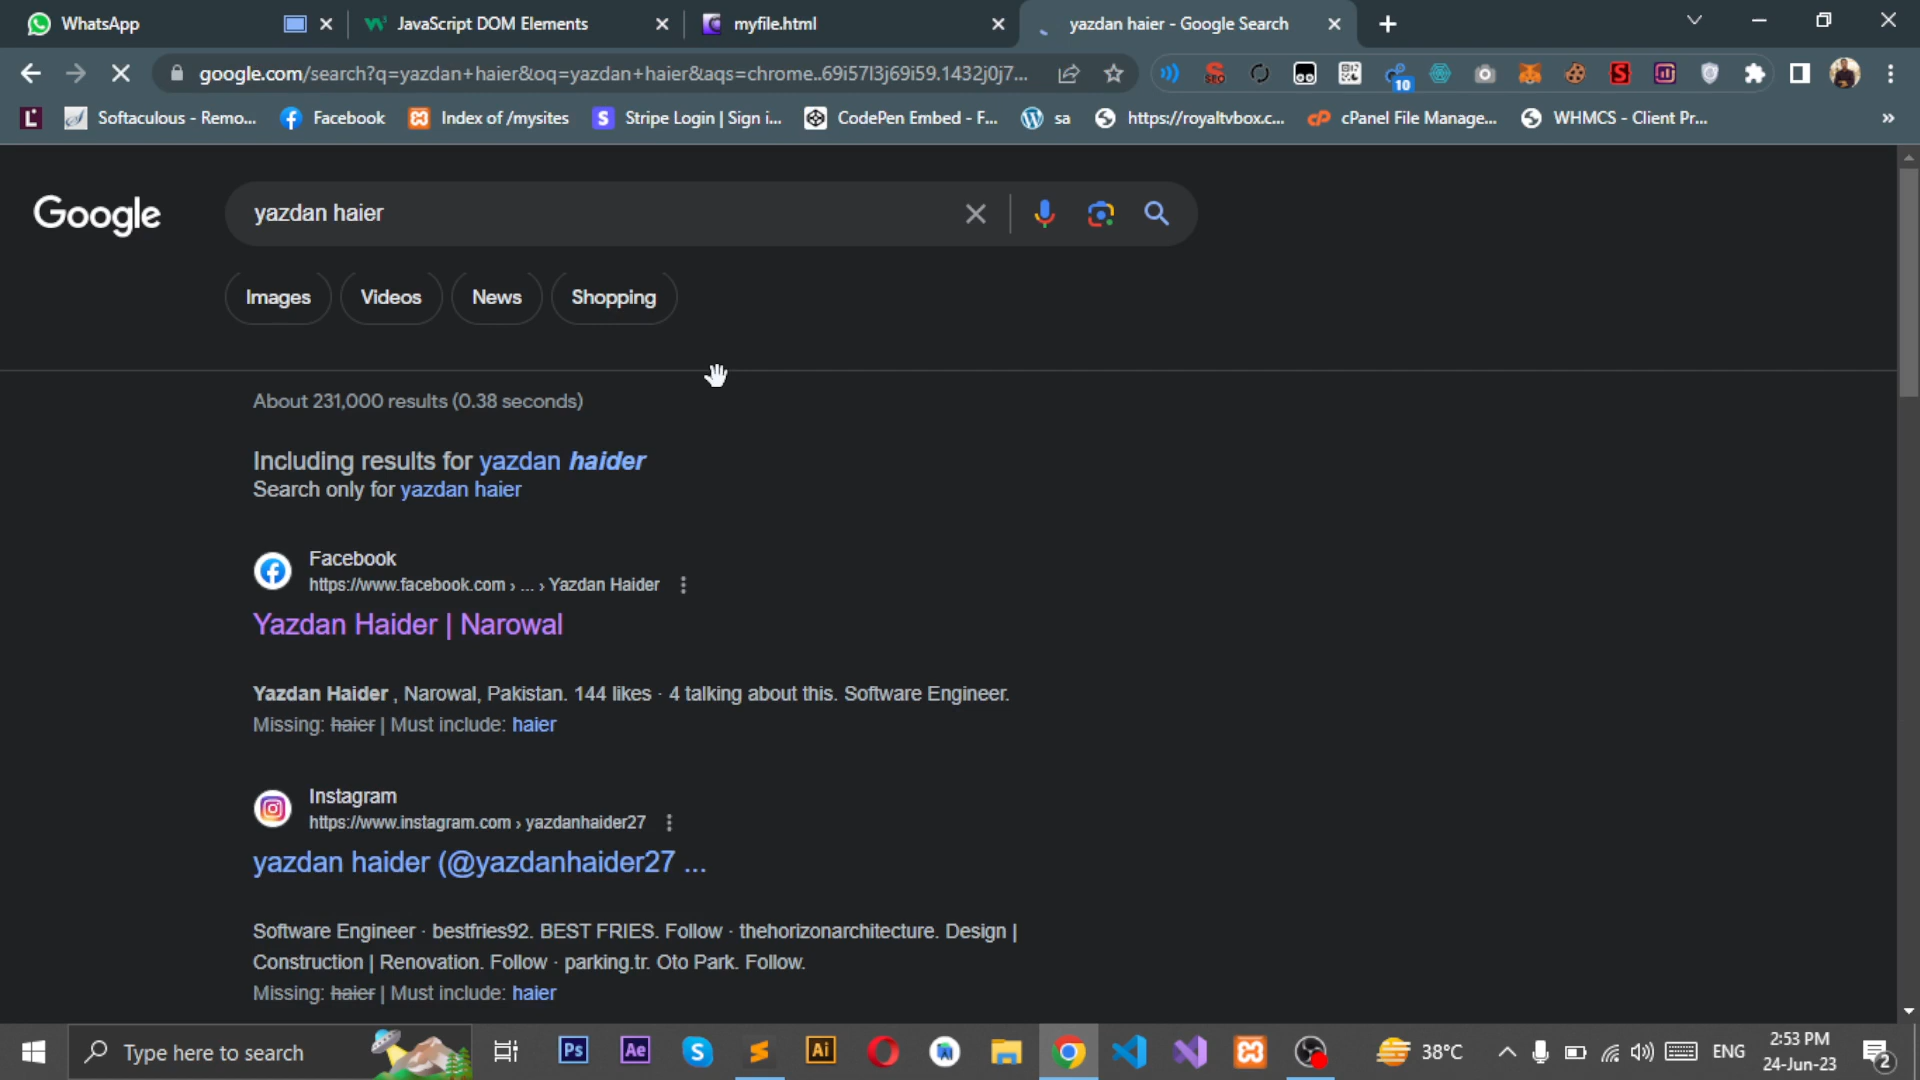 WhatsApp
JavaScript DOM Elements
myfile.html
yazdan haier - Google Search
google.com/search?q=yazdan+haier&oq=yazdan+haier&aqs=chrome..69i57l3j69i59.1432j0j7...
SEO
10
Softaculous - Remo...
Facebook
Index of /mysites
Stripe Login | Sign i...
CodePen Embed - F...
sa
https://royaltvbox.c...
cPanel File Manage...
WHMCS - Client Pr...
»
Google
yazdan haier
Images
Videos
News
Shopping
About 231,000 results (0.38 seconds)
Including results for yazdan haider
Search only for yazdan haier
Facebook
https://www.facebook.com › ... › Yazdan Haider
Yazdan Haider | Narowal
Yazdan Haider , Narowal, Pakistan. 144 likes · 4 talking about this. Software Engineer.
Missing: haier | Must include: haier
Instagram
https://www.instagram.com › yazdanhaider27
yazdan haider (@yazdanhaider27 ...
Software Engineer · bestfries92. BEST FRIES. Follow · thehorizonarchitecture. Design |
Construction | Renovation. Follow · parking.tr. Oto Park. Follow.
Missing: haier | Must include: haier
Type here to search
Ps
Ae
Ai
38°C
ENG
2:53 PM
24-Jun-23
2